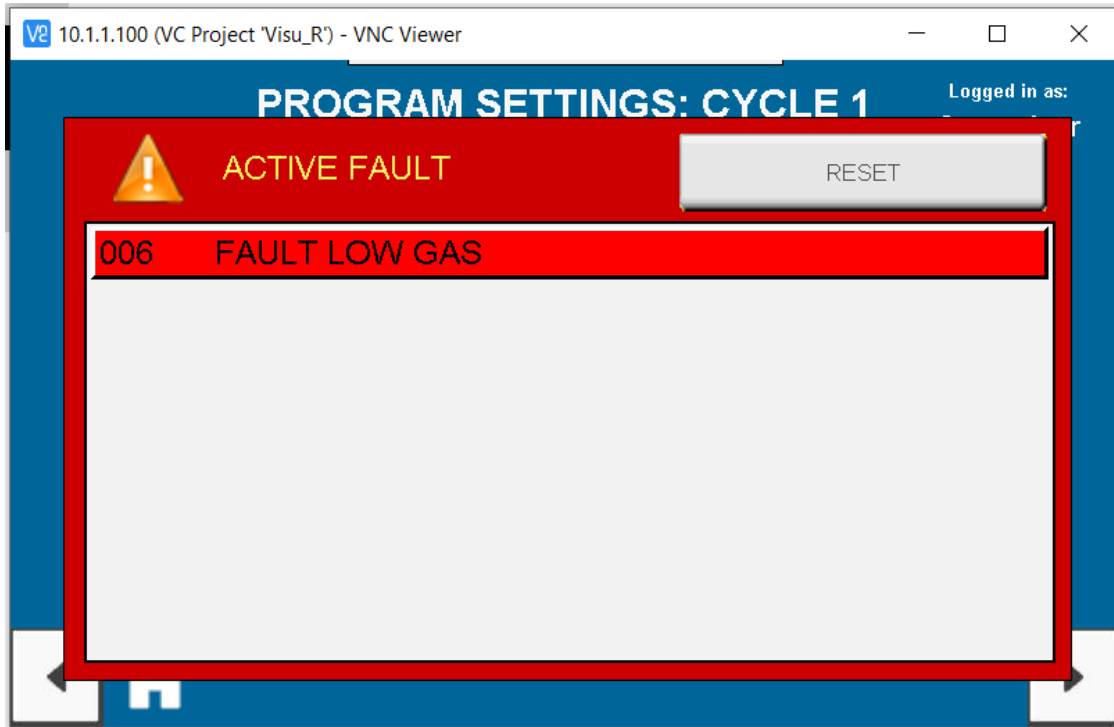 10.1.1.100 (VC Project 'Visu_R') - VNC Viewer
PROGRAM SETTINGS: CYCLE 1
Logged in as:
ACTIVE FAULT
RESET
006 FAULT LOW GAS